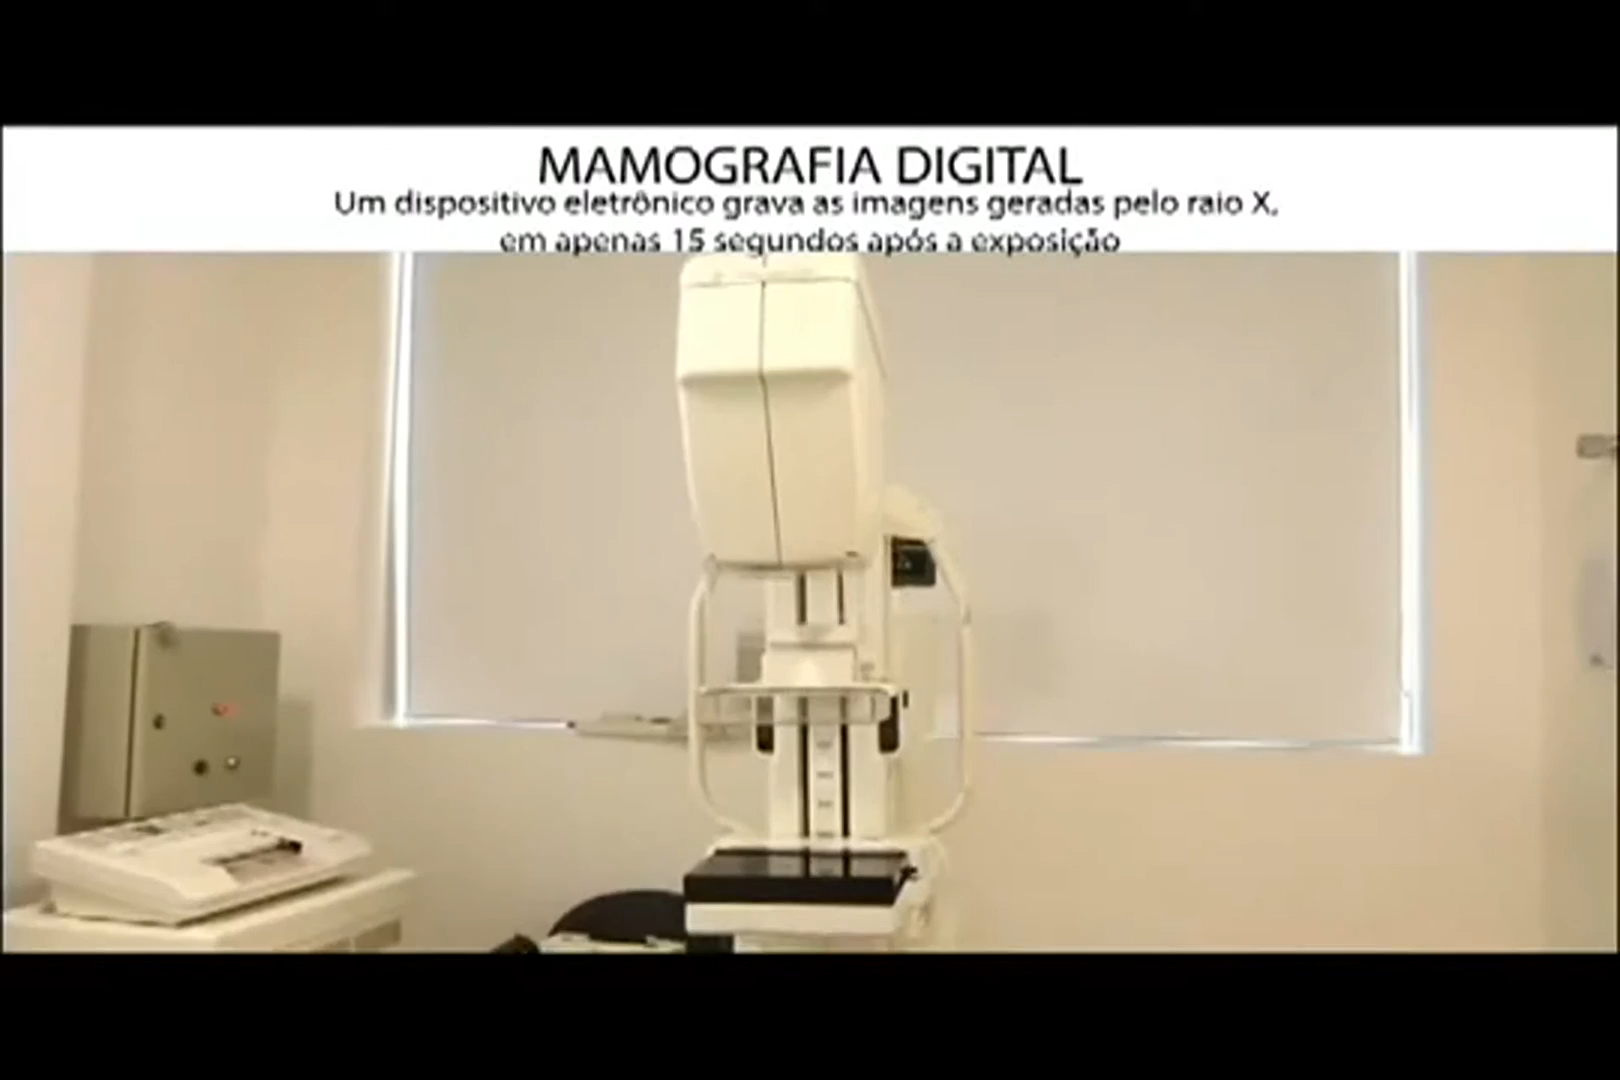 MAMOGRAFIA DIGITAL
Um dispositivo eletrônico grava as imagens geradas pelo raio X,
em apenas 15 segundos após a exposição